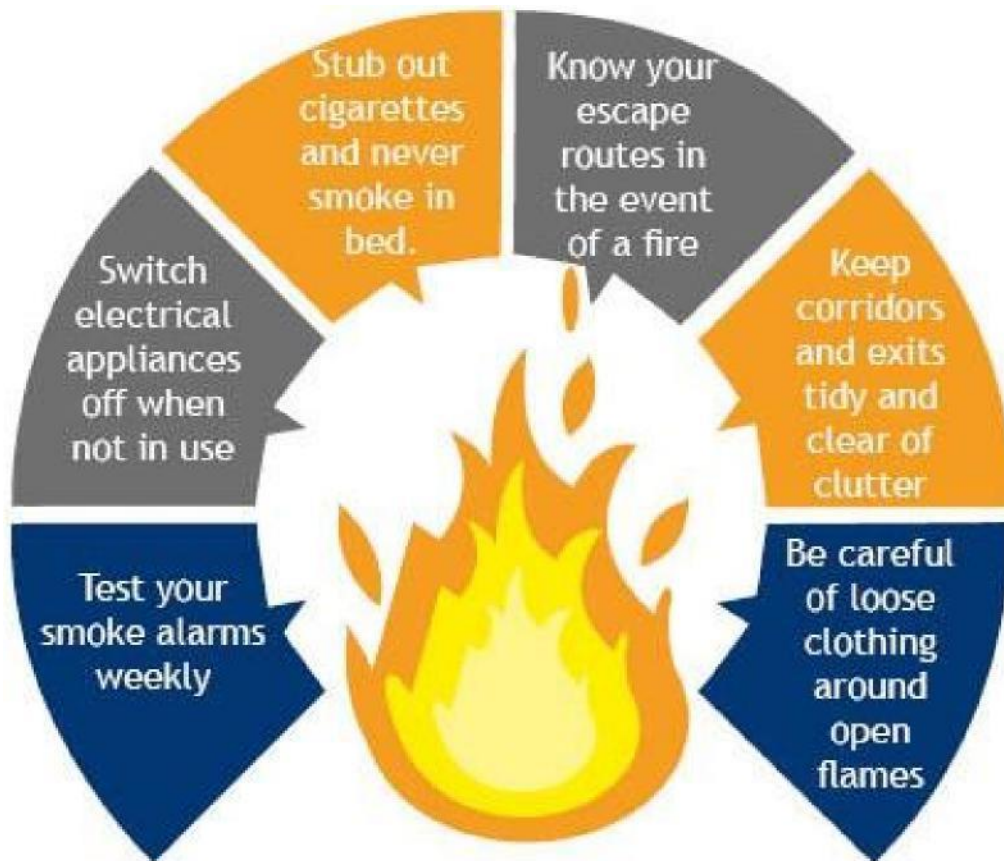 Test your
smoke alarms
weekly
Switch
electrical
appliances
off when
not in use
Stub out
cigarettes
and never
smoke in
bed.
Know your
escape
routes in
the event
of a fire
Keep
corridors
and exits
tidy and
clear of
clutter
Be careful
of loose
clothing
around
open
flames